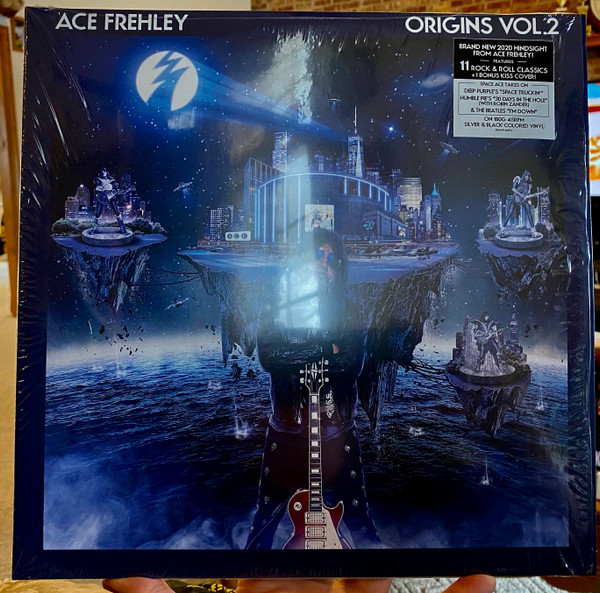 ACE FREHLEY
ORIGINS VOL.2
BRAND NEW 2020 HINDSIGHT
FROM ACE FREHLEY!
FEATURES
11 ROCK & ROLL CLASSICS
+1 BONUS KISS COVER!
SPACE ACE TAKES ON
DEEP PURPLE'S "SPACE TRUCKIN'"
HUMBLE PIE'S "30 DAYS IN THE HOLE"
(WITH ROBIN ZANDER)
& THE BEATLES "I'M DOWN"
ON 180G-45RPM
SILVER & BLACK COLORED VINYL